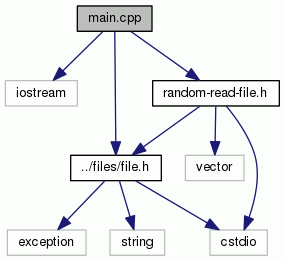 main.cpp
iostream
random-read-file.h
../files/file.h
vector
exception
string
cstdio